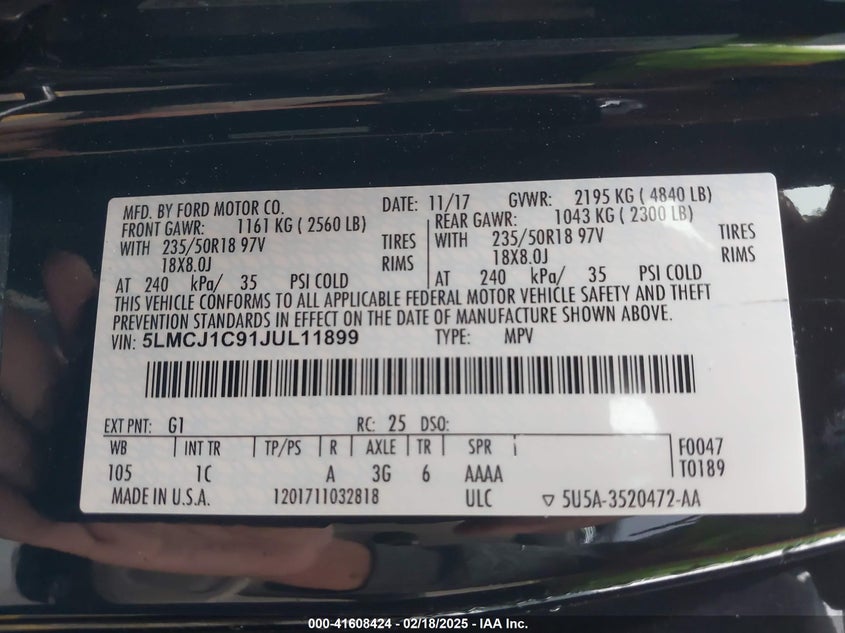 MFD. BY FORD MOTOR CO. DATE: 11/17 GVWR: 2195 KG ( 4840 LB)
FRONT GAWR: 1161 KG ( 2560 LB) REAR GAWR: 1043 KG ( 2300 LB)
WITH 235/50R18 97V TIRES WITH 235/50R18 97V TIRES
18X8.0J RIMS 18X8.0J RIMS
AT 240 kPa/ 35 PSI COLD AT 240 kPa/ 35 PSI COLD
THIS VEHICLE CONFORMS TO ALL APPLICABLE FEDERAL MOTOR VEHICLE SAFETY AND THEFT
PREVENTION STANDARDS IN EFFECT ON THE DATE OF MANUFACTURE SHOWN ABOVE.
VIN: 5LMCJ1C91JUL11899 TYPE: MPV
EXT PNT: G1 RC: 25 DSO:
WB INT TR TP/PS R AXLE TR SPR F0047
105 1C A 3G 6 AAAA T0189
MADE IN U.S.A. 1201711032818 ULC ▽ 5U5A-3520472-AA
000-41608424 - 02/18/2025 - IAA Inc.